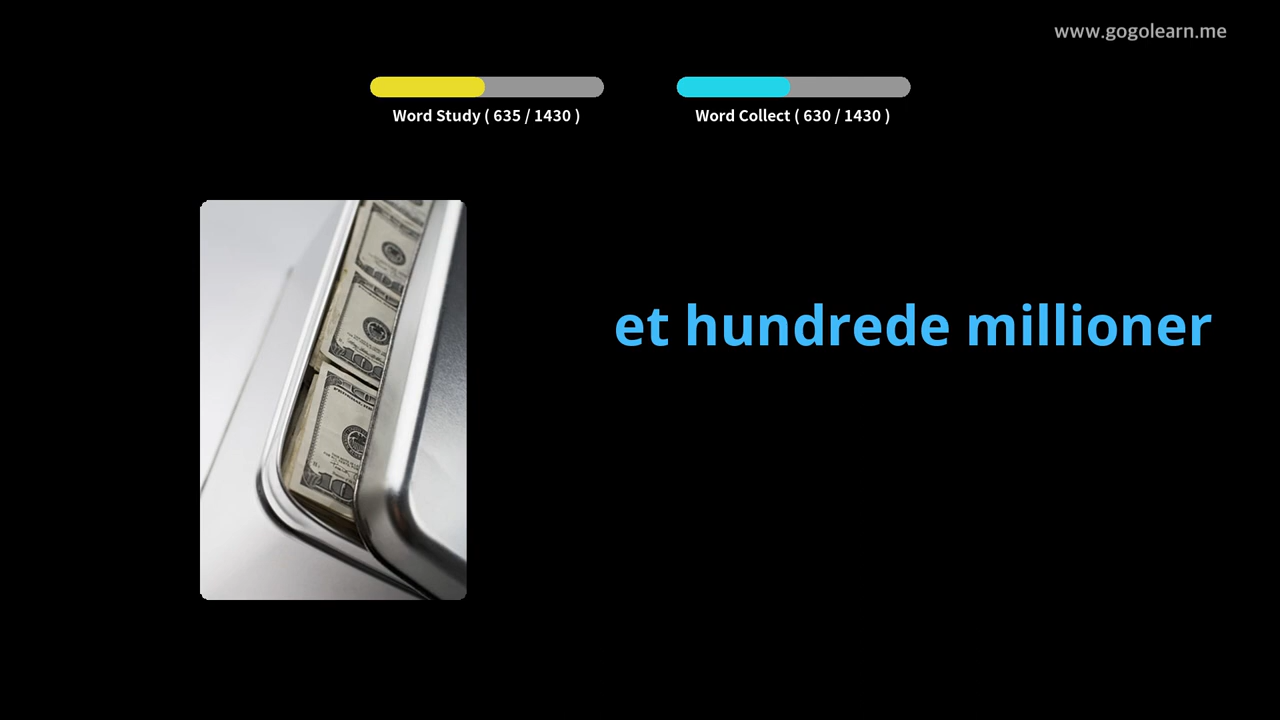 www.gogolearn.me
Word Study ( 635 / 1430 )
Word Collect ( 630 / 1430 )
et hundrede millioner